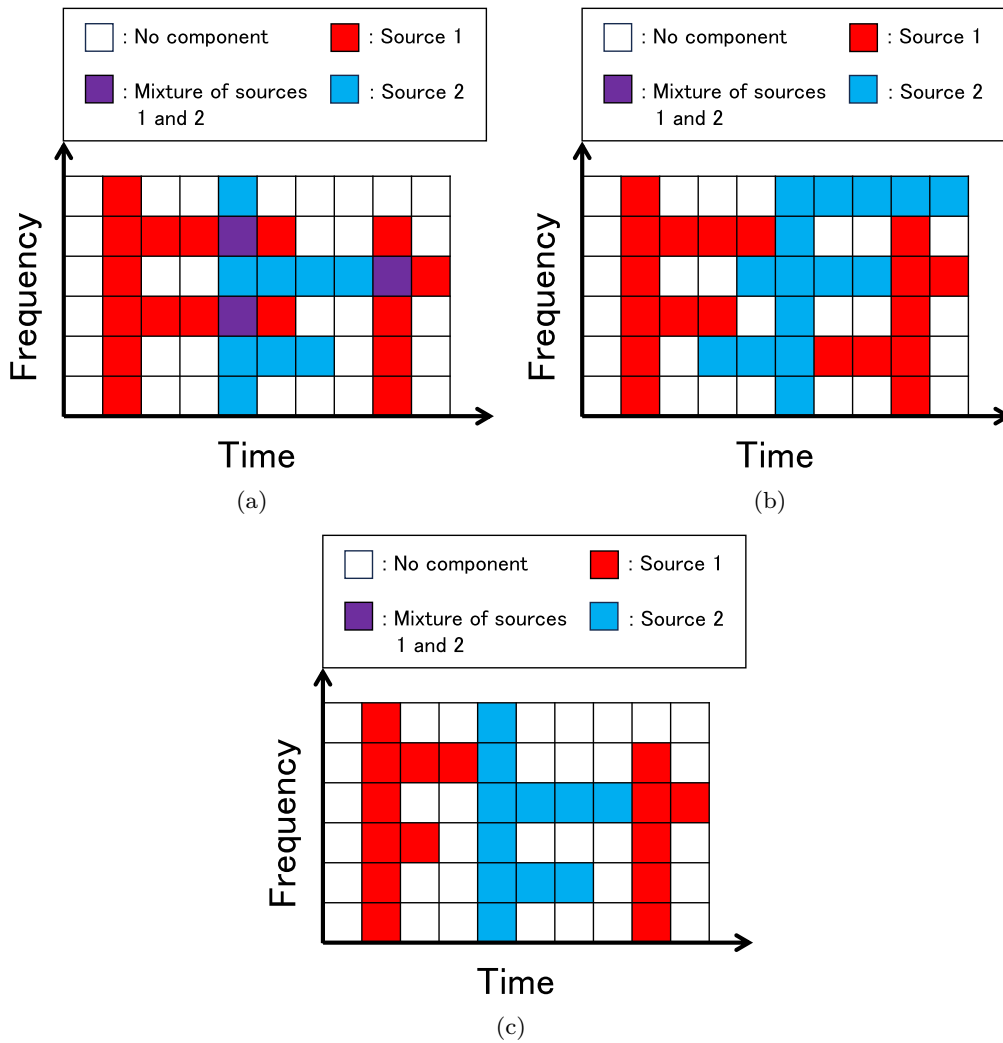 : No component
: Source 1
: Mixture of sources
1 and 2
: Source 2
Frequency
Time
(a)
: No component
: Source 1
: Mixture of sources
1 and 2
: Source 2
Frequency
Time
(b)
: No component
: Source 1
: Mixture of sources
1 and 2
: Source 2
Frequency
Time
(c)